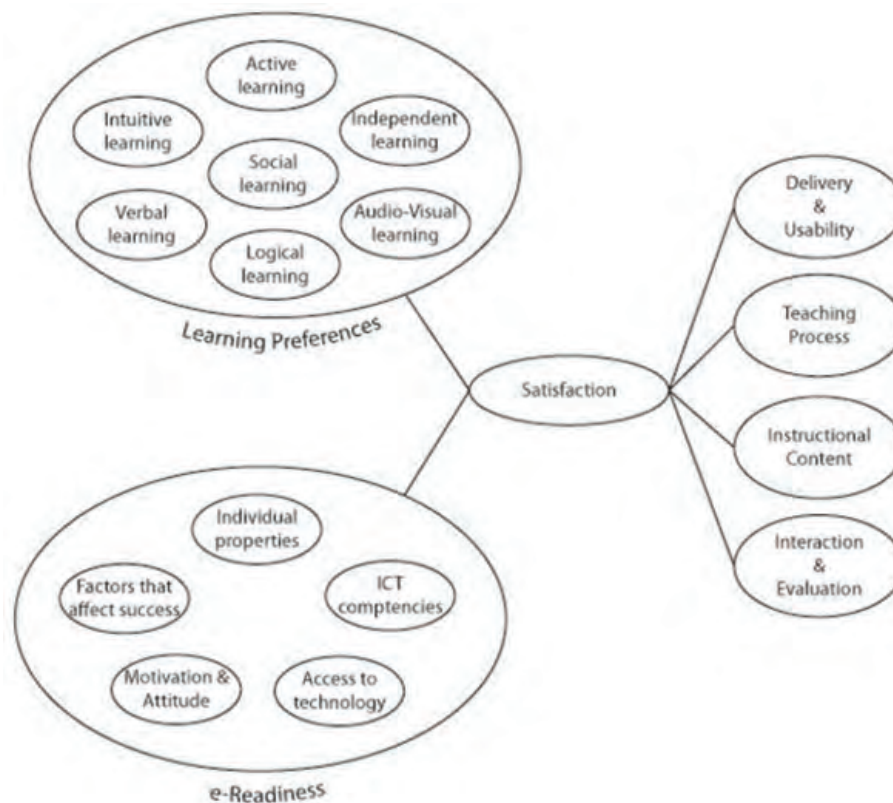 Active
learning
Intuitive
learning
Independent
learning
Social
learning
Verbal
learning
Audio-Visual
learning
Logical
learning
Learning Preferences
Delivery
&
Usability
Teaching
Process
Satisfaction
Instructional
Content
Interaction
&
Evaluation
Individual
properties
Factors that
affect success
ICT
comptencies
Motivation &
Attitude
Access to
technology
e-Readiness